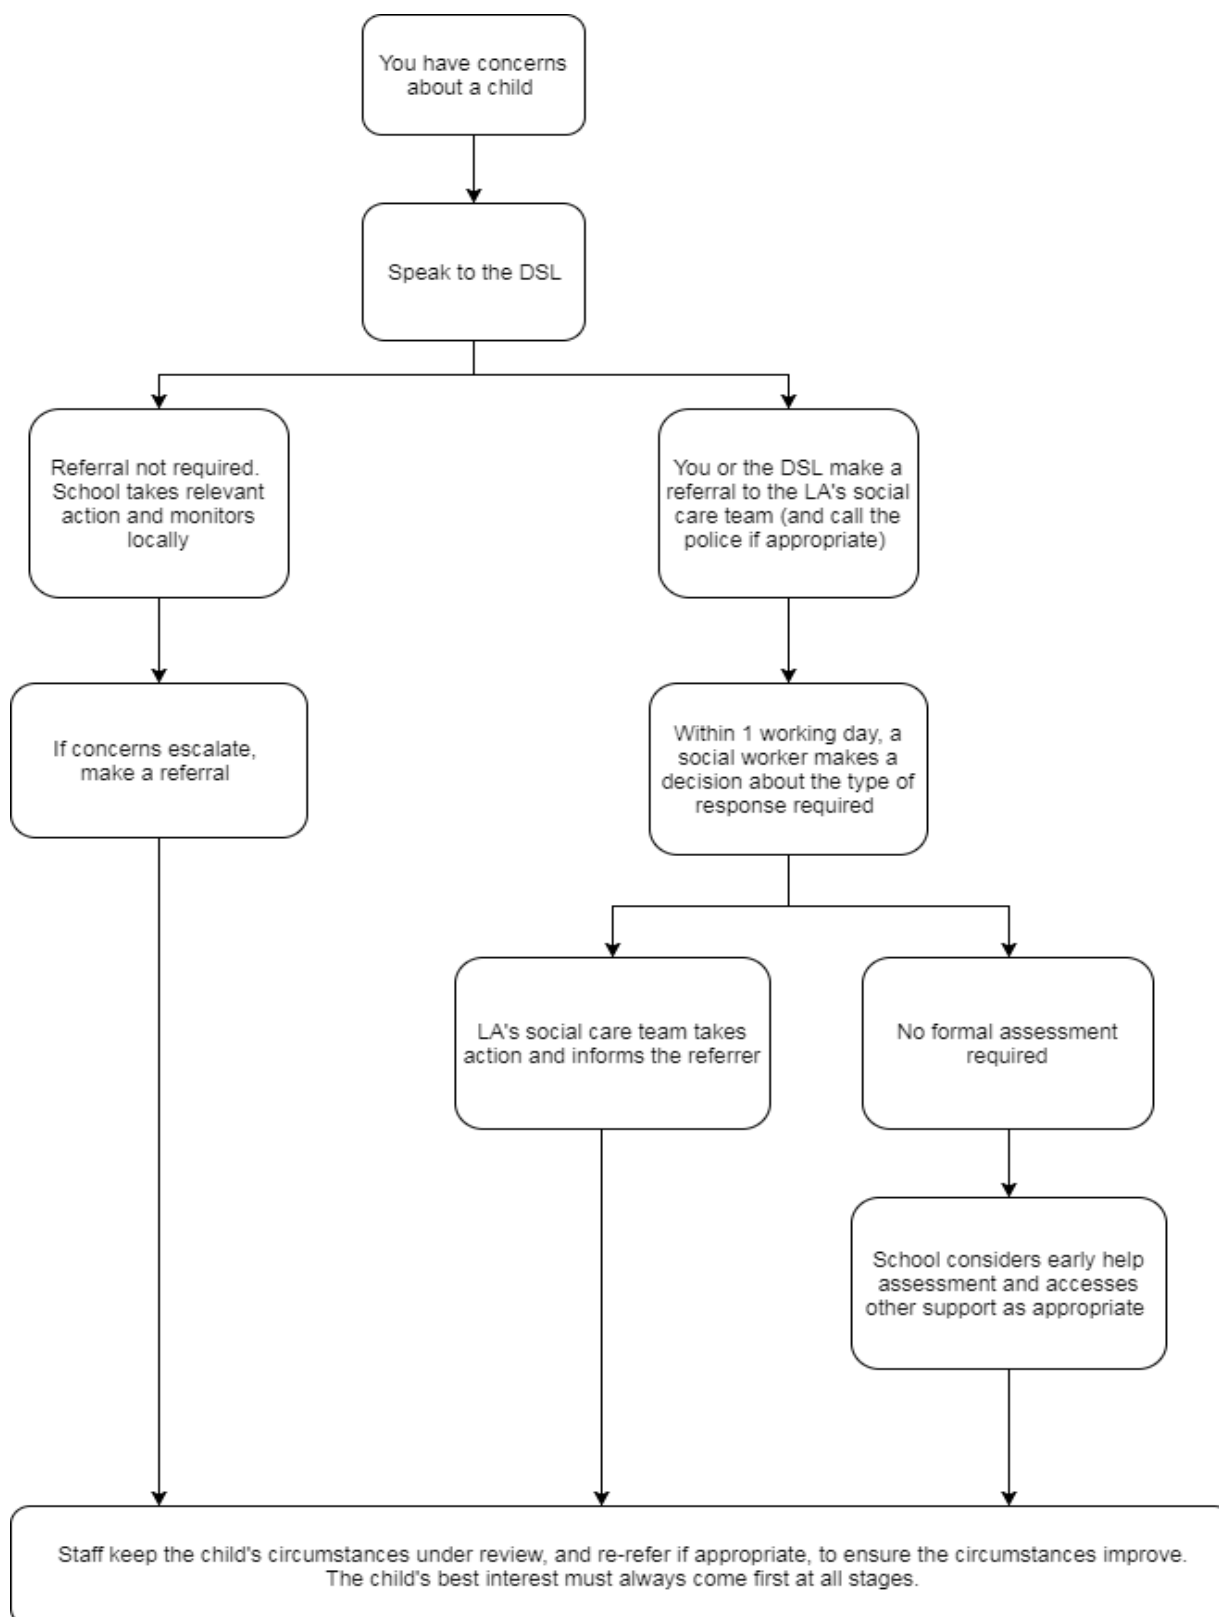 You have concerns
about a child
Speak to the DSL
Referral not required.
School takes relevant
action and monitors
locally
You or the DSL make a
referral to the LA's social
care team (and call the
police if appropriate)
If concerns escalate,
make a referral
Within 1 working day, a
social worker makes a
decision about the type of
response required
LA's social care team takes
action and informs the referrer
No formal assessment
required
School considers early help
assessment and accesses
other support as appropriate
Staff keep the child's circumstances under review, and re-refer if appropriate, to ensure the circumstances improve.
The child's best interest must always come first at all stages.